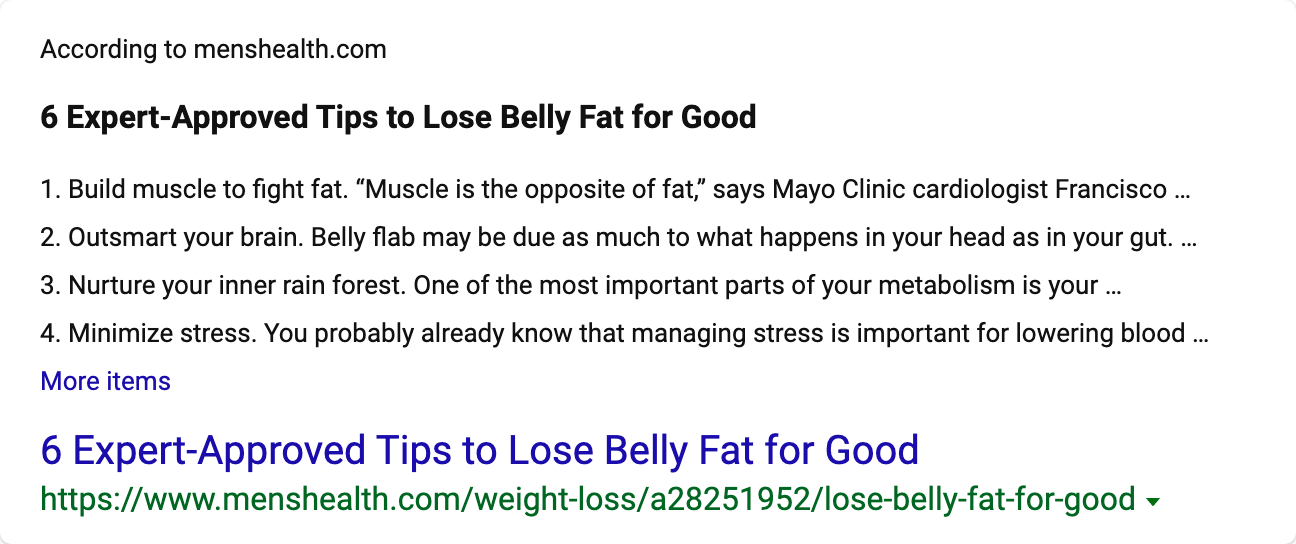 According to menshealth.com
6 Expert-Approved Tips to Lose Belly Fat for Good
1. Build muscle to fight fat. “Muscle is the opposite of fat,” says Mayo Clinic cardiologist Francisco ...
2. Outsmart your brain. Belly flab may be due as much to what happens in your head as in your gut. ...
3. Nurture your inner rain forest. One of the most important parts of your metabolism is your ...
4. Minimize stress. You probably already know that managing stress is important for lowering blood ...
More items
6 Expert-Approved Tips to Lose Belly Fat for Good
https://www.menshealth.com/weight-loss/a28251952/lose-belly-fat-for-good